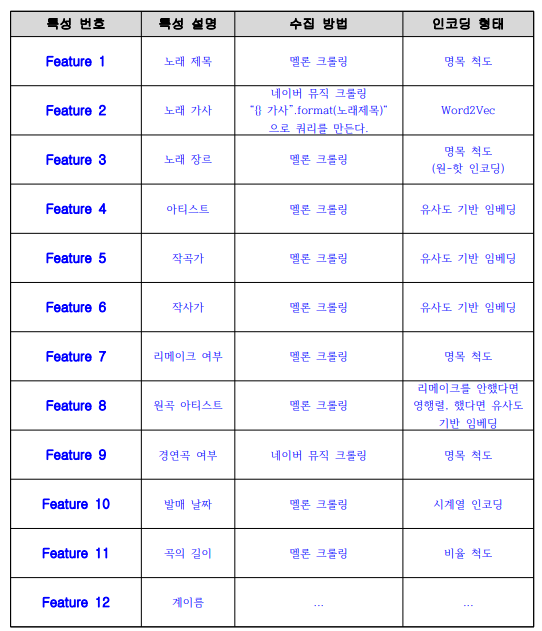 특성 번호 특성 설명 수집 방법 인코딩 형태
Feature 1 노래 제목 멜론 크롤링 명목 척도
Feature 2 노래 가사 네이버 뮤직 크롤링
"{} 가사".format(노래제목)"
으로 쿼리를 만든다. Word2Vec
Feature 3 노래 장르 멜론 크롤링 명목 척도
(원-핫 인코딩)
Feature 4 아티스트 멜론 크롤링 유사도 기반 임베딩
Feature 5 작곡가 멜론 크롤링 유사도 기반 임베딩
Feature 6 작사가 멜론 크롤링 유사도 기반 임베딩
Feature 7 리메이크 여부 멜론 크롤링 명목 척도
Feature 8 원곡 아티스트 멜론 크롤링 리메이크를 안했다면
영행렬. 했다면 유사도
기반 임베딩
Feature 9 경연곡 여부 네이버 뮤직 크롤링 명목 척도
Feature 10 발매 날짜 멜론 크롤링 시계열 인코딩
Feature 11 곡의 길이 멜론 크롤링 비율 척도
Feature 12 계이름 ... ...